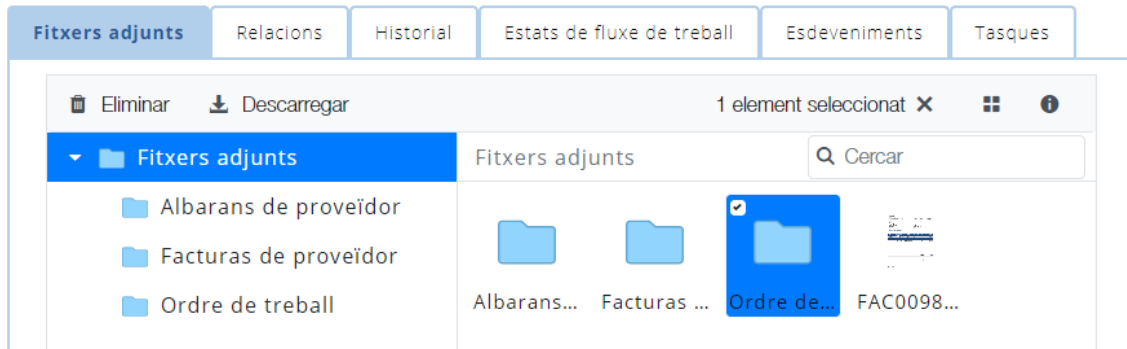 Fitxers adjunts
Relacions
Historial
Estats de fluxe de treball
Esdeveniments
Tasques
Eliminar
Descarregar
1 element seleccionat
Fitxers adjunts
Albarans de proveïdor
Facturas de proveïdor
Ordre de treball
Fitxers adjunts
Cercar
Albarans...
Facturas ...
Ordre de...
FAC0098...